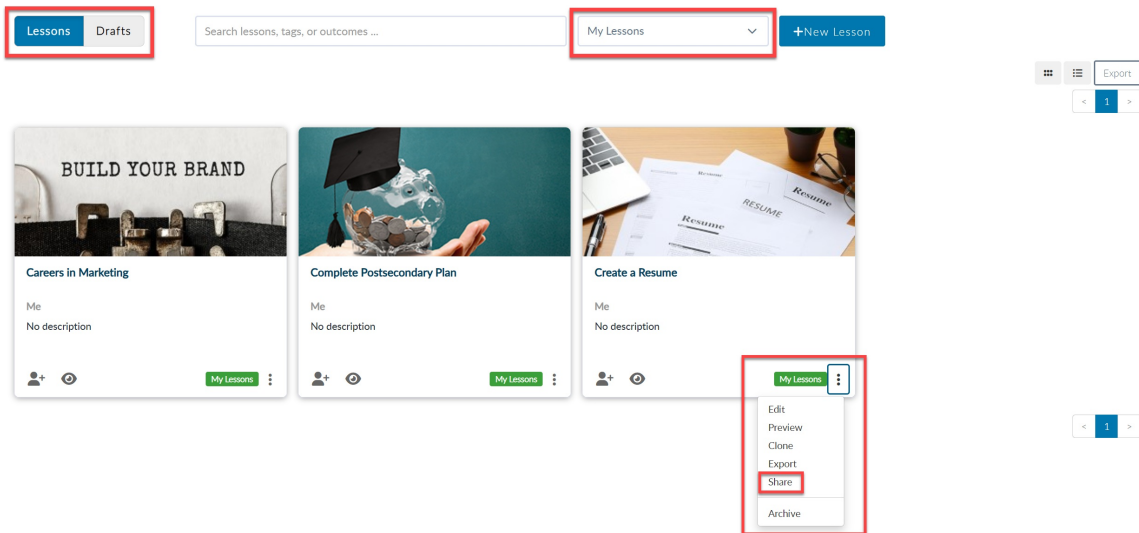 Lessons Drafts Search lessons, tags, or outcomes ... My Lessons +New Lesson
Export
< 1 >
BUILD YOUR BRAND
Resume
Resume
RESUME
Resume
Careers in Marketing Complete Postsecondary Plan Create a Resume
Me Me Me
No description No description No description
My Lessons My Lessons My Lessons
Edit
Preview
Clone
Export
Share
Archive
< 1 >